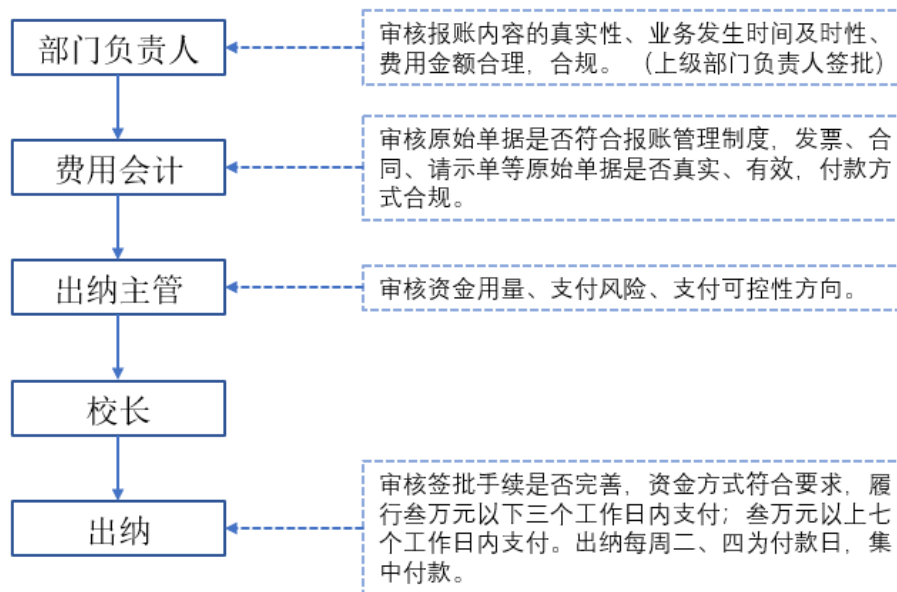 部门负责人
审核报账内容的真实性、业务发生时间及时性、
费用金额合理，合规。（上级部门负责人签批）
费用会计
审核原始单据是否符合报账管理制度，发票、合
同、请示单等原始单据是否真实、有效，付款方
式合规。
出纳主管
审核资金用量、支付风险、支付可控性方向。
校长
出纳
审核签批手续是否完善，资金方式符合要求，履
行叁万元以下三个工作日内支付；叁万元以上七
个工作日内支付。出纳每周二、四为付款日，集
中付款。